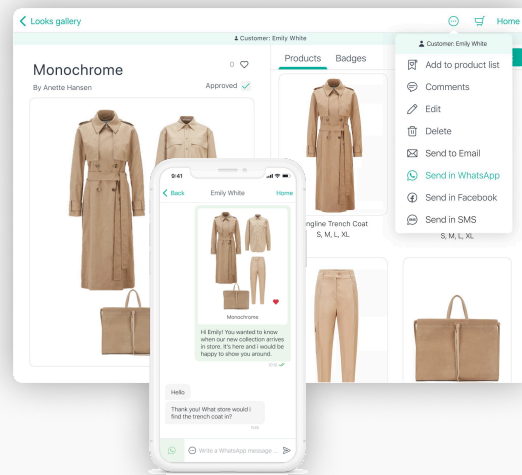 Looks gallery
Home
Customer: Emily White
Monochrome
0
By Anette Hansen
Approved
Products Badges
Customer: Emily White
Add to product list
Comments
Edit
Delete
Send to Email
Send in WhatsApp
Send in Facebook
SMS Send in SMS
ngline Trench Coat
S, M, L, XL
S, M, L, XL
9:41
Back Emily White Home
Monochrome
Hi Emily! You wanted to know
when our new collection arrives
in store. It's here and i would be
happy to show you around.
Hello
Thank you! What store would i
find the trench coat in?
Write a WhatsApp message ...